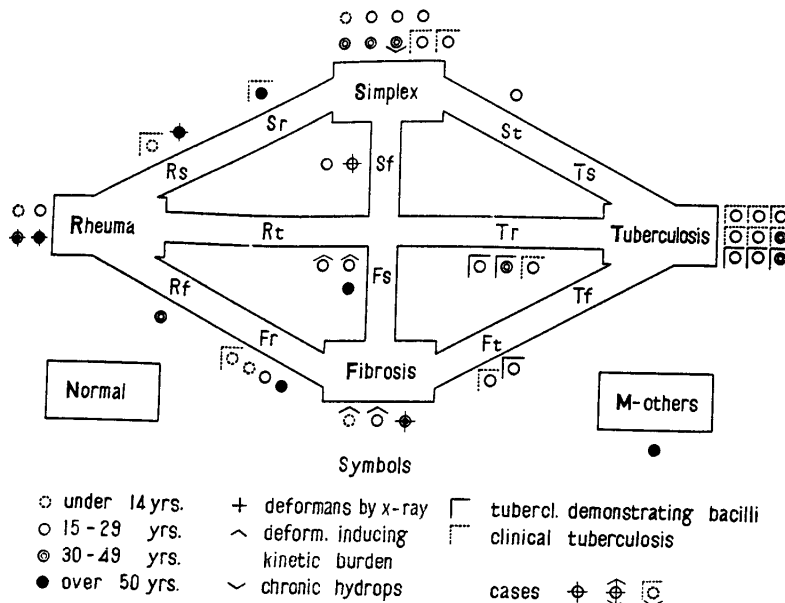 Simplex
Sr
St
Rs
Sf
Ts
Rheuma
Rt
Tr
Tuberculosis
Rf
Fs
Tf
Fr
Ft
Normal
Fibrosis
M-others
Symbols
under 14 yrs.
15-29 yrs.
30-49 yrs.
over 50 yrs.
deformans by x-ray
deform. inducing
kinetic burden
chronic hydrops
tubercl. demonstrating bacilli
clinical tuberculosis
cases